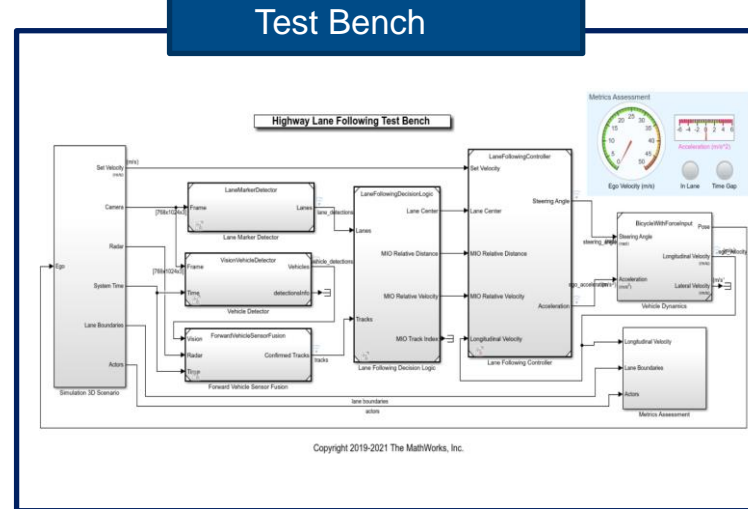 Test Bench
Highway Lane Following Test Bench
Metrics Assessment
Ego Velocity (m/s)
Acceleration (m/s^2)
In Lane
Time Gap
Ego
Set Velocity
(m/s)
Camera
Radar
System Time
Lane Boundaries
Actors
Simulation 3D Scenario
(m/s)
[768x1024x3]
[768x1024x3]
LaneMarkerDetector
Frame
Lanes
Lane Marker Detector
lane_detections
VisionVehicleDetector
Frame
Vehicles
Time
detectionsInfo
Vehicle Detector
vehicle_detections
ForwardVehicleSensorFusion
Vision
Radar
Confirmed Tracks
Time
Forward Vehicle Sensor Fusion
tracks
LaneFollowingDecisionLogic
Lane Center
Lanes
MIO Relative Distance
MIO Relative Velocity
Tracks
MIO Track Index
Lane Following Decision Logic
LaneFollowingController
Set Velocity
Steering Angle
Lane Center
MIO Relative Distance
MIO Relative Velocity
Acceleration
Longitudinal Velocity
Lane Following Controller
BicycleWithForceInput
Pose
Steering Angle
Longitudinal Velocity
(m/s)
Acceleration
(m/s²)
Lateral Velocity
(m/s)
Vehicle Dynamics
ego_velocity
Longitudinal Velocity
Lane Boundaries
Actors
Metrics Assessment
lane boundaries
actors
Copyright 2019-2021 The MathWorks, Inc.